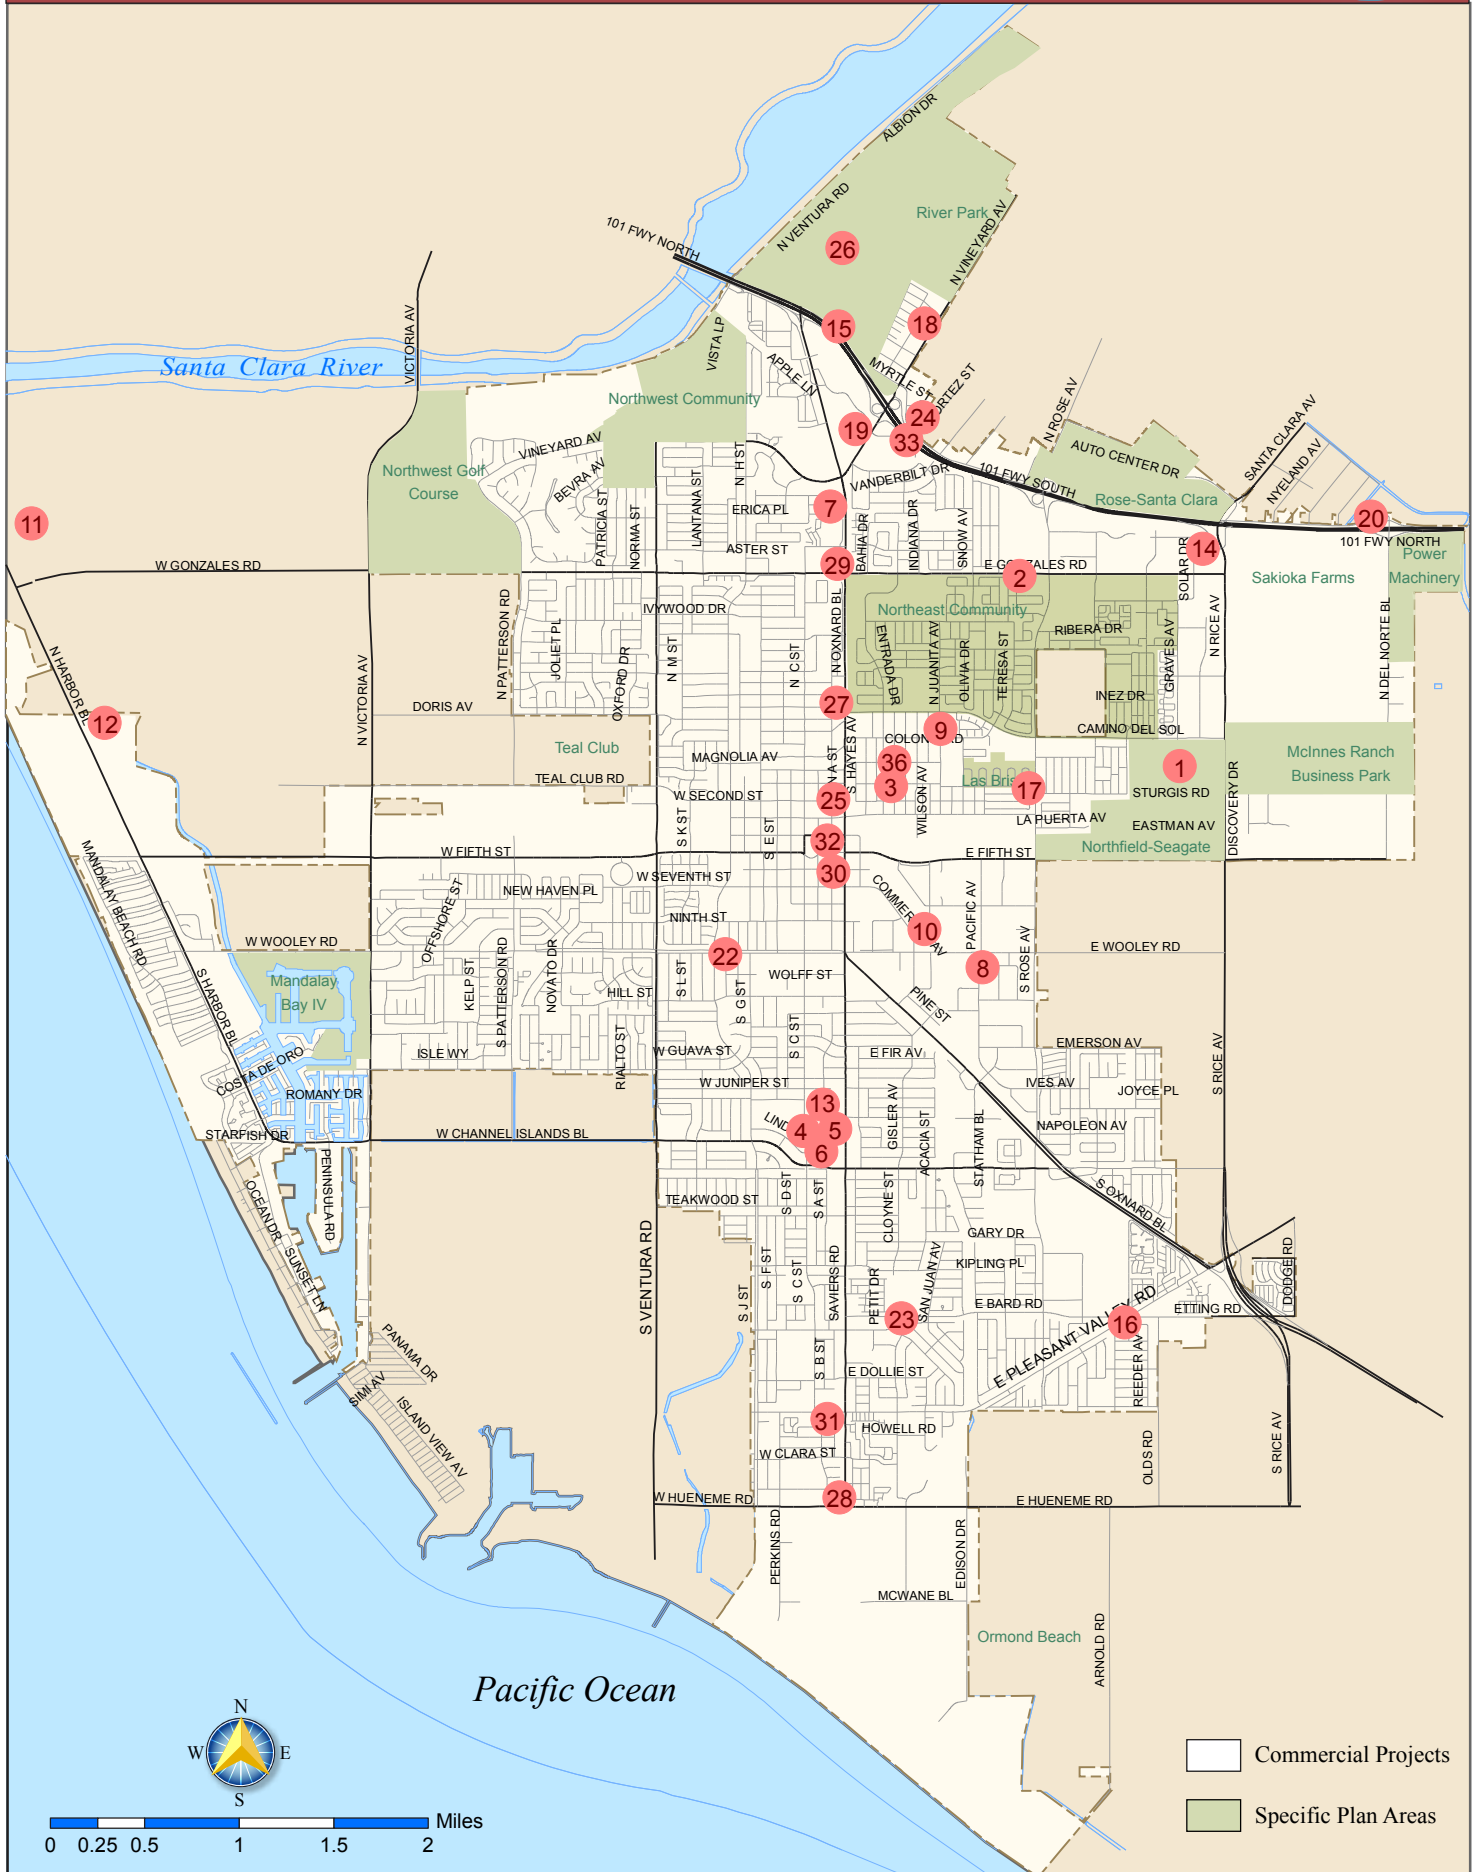 ALBION DR
River Park
N VENTURA RD
N VINEYARD AV
101 FWY NORTH
26
15
18
VICTORIA AV
VISTA LP
Santa Clara River
APPLE LN
MYRTLE ST
Northwest Community
24
19
33
N ROSE AV
SANTA CLARA AV
NYELAND AV
AUTO CENTER DR
VINEYARD AV
BEVRA AV
Northwest Golf
Course
N H ST
LANTANA ST
VANDERBILT DR
101 FWY SOUTH
Rose-Santa Clara
PATRICIA ST
NORMA ST
ERICA PL
7
BAHIA DR
INDIANA DR
SNOW AV
11
20
101 FWY NORTH
ASTER ST
14
SOLAR DR
Power
Machinery
W GONZALES RD
29
2
Sakioka Farms
IVYWOOD DR
N OXNARD BL
Northeast Community
N PATTERSON RD
JOLIET PL
OXFORD DR
N M ST
N C ST
ENTRADA DR
N JUANITA AV
OLIVIA DR
TERESA ST
RIBERA DR
GRAVES AV
N RICE AV
N DEL NORTE BL
N HARBOR BL
N VICTORIA AV
INEZ DR
DORIS AV
27
12
9
CAMINO DEL SOL
Teal Club
MAGNOLIA AV
N A ST
S HAYES AV
36
1
McInnes Ranch
Business Park
TEAL CLUB RD
W SECOND ST
3
WILSON AV
17
STURGIS RD
25
LA PUERTA AV
EASTMAN AV
DISCOVERY DR
S K ST
S E ST
32
W FIFTH ST
E FIFTH ST
Northfield-Seagate
MANDALAY BEACH RD
W SEVENTH ST
30
NEW HAVEN PL
OFFSHORE ST
NINTH ST
PACIFIC AV
10
W WOOLEY RD
22
E WOOLEY RD
8
S ROSE AV
Mandalay
Bay IV
KELP ST
S PATTERSON RD
NOVATO DR
HILL ST
S L ST
S G ST
WOLFF ST
S C ST
PINE ST
S HARBOR BL
ISLE WY
RIALTO ST
W GUAVA ST
E FIR AV
EMERSON AV
S RICE AV
COSTA DE ORO
ROMANY DR
W JUNIPER ST
IVES AV
JOYCE PL
13
GISLER AV
ACACIA ST
STATHAM BL
STARFISH DR
W CHANNEL ISLANDS BL
4
5
6
NAPOLEON AV
PENINSULA RD
OCEAN DR
TEAKWOOD ST
S D ST
S A ST
CLOYNE ST
S OXNARD BL
SUNSET LN
S VENTURA RD
S F ST
S C ST
SAVIERS RD
GARY DR
KIPLING PL
DODGE RD
S J ST
PETIT DR
SAN JUAN AV
E BARD RD
ETTING RD
23
E PLEASANT VALLEY RD
16
PANAMA DR
S B ST
E DOLLIE ST
REEDER AV
SIMI AV
ISLAND VIEW AV
31
HOWELL RD
W CLARA ST
OLDS RD
S RICE AV
W HUENEME RD
28
E HUENEME RD
PERKINS RD
EDISON DR
MCWANE BL
Ormond Beach
ARNOLD RD
Pacific Ocean
N
W
E
S
Commercial Projects
Specific Plan Areas
Miles
0 0.25 0.5 1 1.5 2